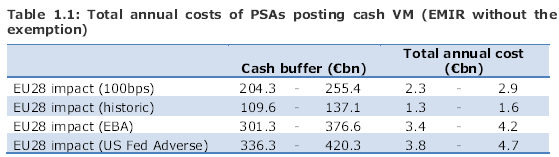 Table 1.1: Total annual costs of PSAs posting cash VM (EMIR without the
exemption)
Cash buffer (€bn) Total annual cost
(€bn)
EU28 impact (100bps) 204.3 - 255.4 2.3 - 2.9
EU28 impact (historic) 109.6 - 137.1 1.3 - 1.6
EU28 impact (EBA) 301.3 - 376.6 3.4 - 4.2
EU28 impact (US Fed Adverse) 336.3 - 420.3 3.8 - 4.7